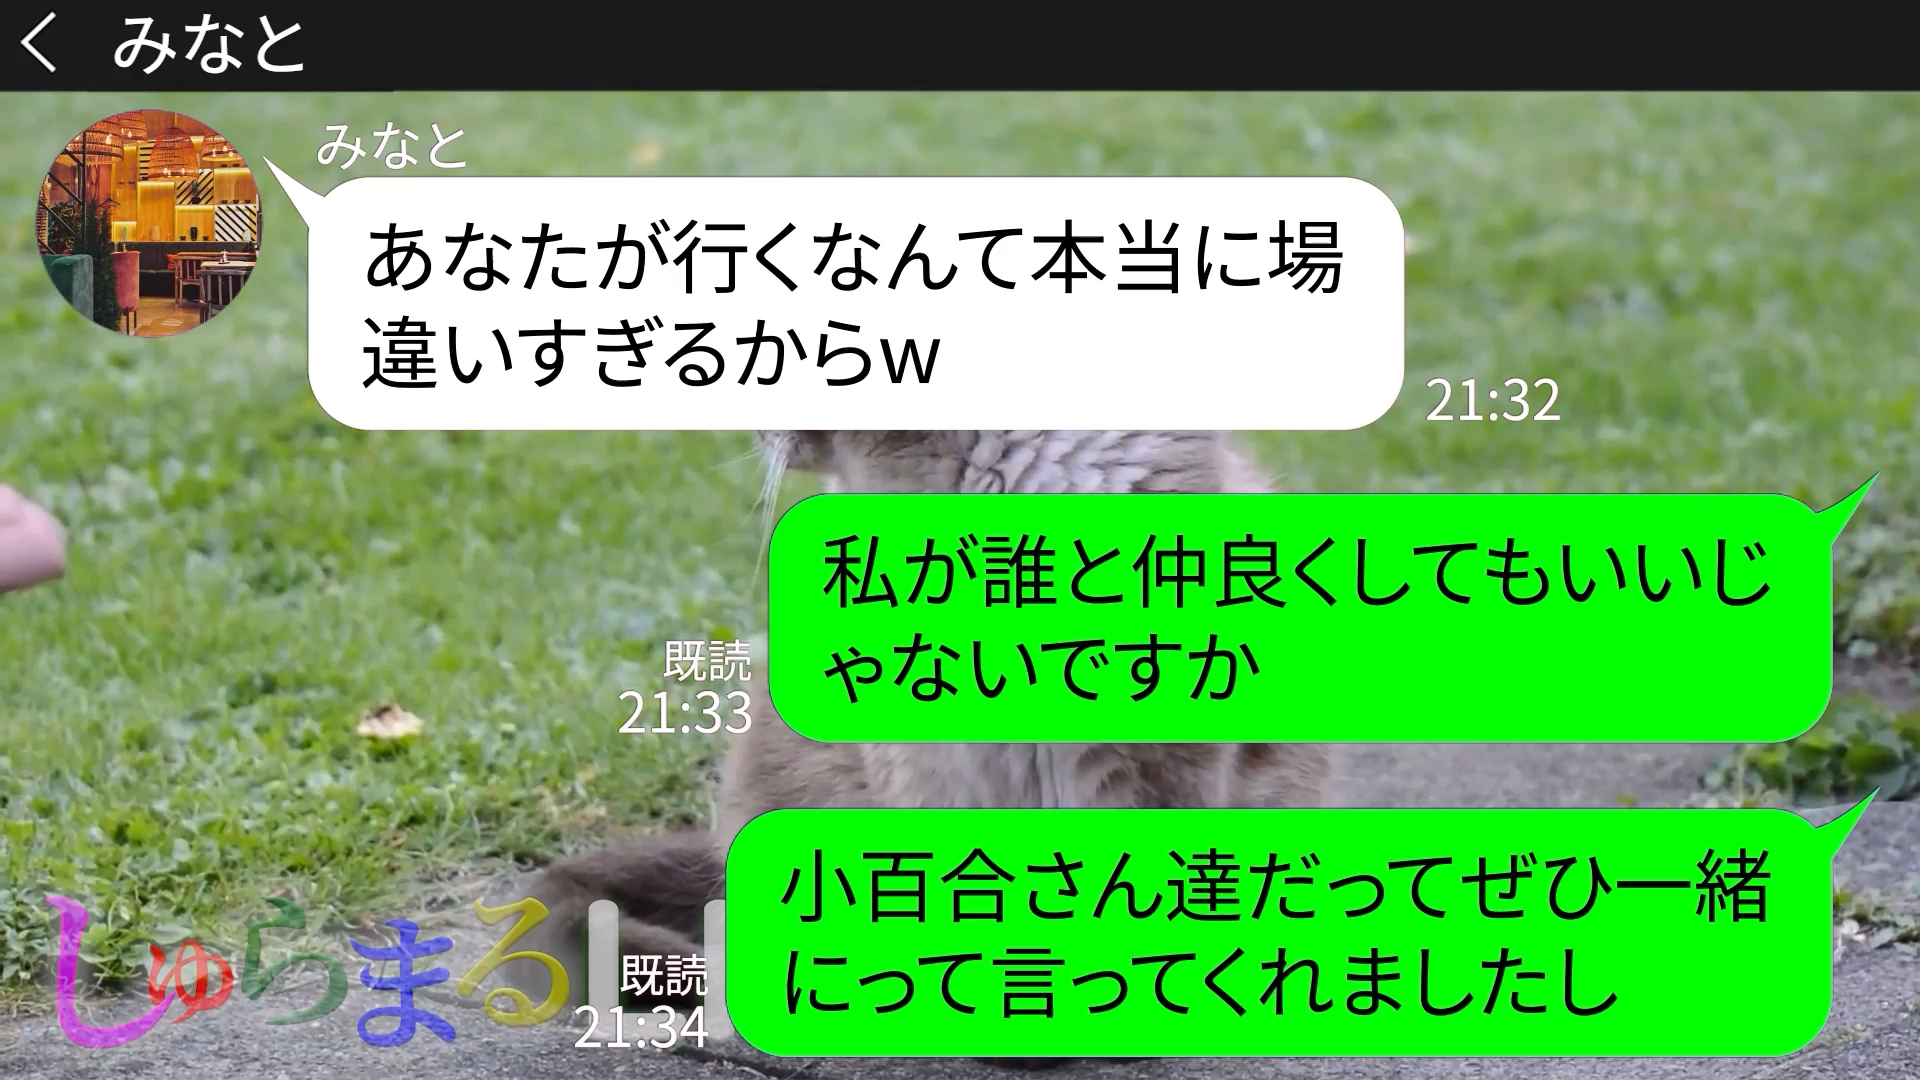 みなと
みなと
あなたが行くなんて本当に場
違いすぎるからw
21:32
私が誰と仲良くしてもいいじ
ゃないですか
既読
21:33
小百合さん達だってぜひ一緒
にって言ってくれましたし
既読
21:34
しゅらまる